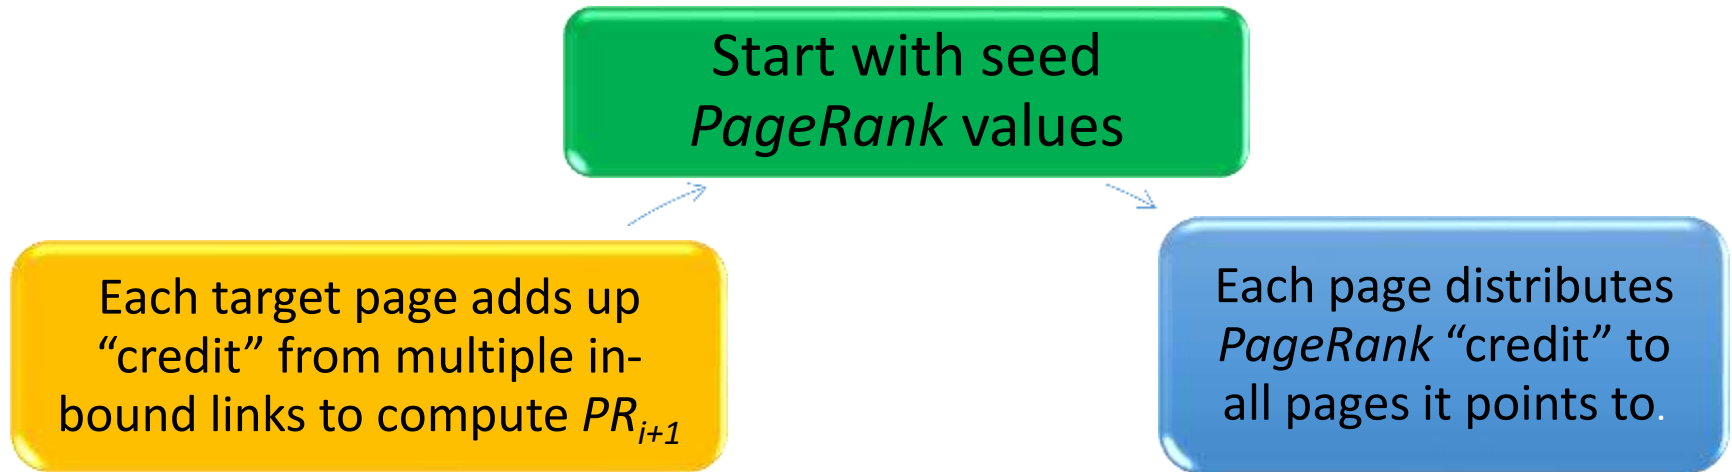 Start with seed
PageRank values
Each target page adds up
“credit” from multiple in-
bound links to compute PRi+1
Each page distributes
PageRank “credit” to
all pages it points to.